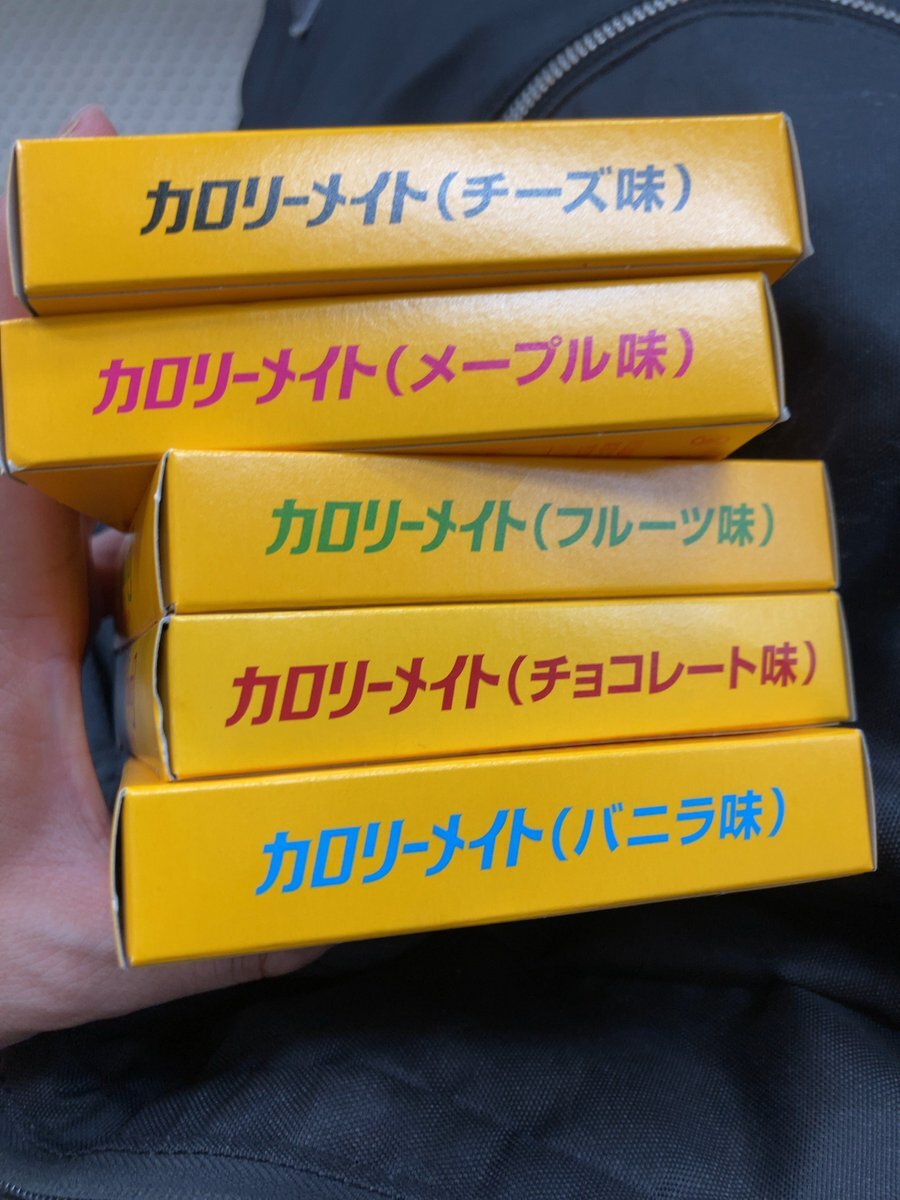 カロリーメイト(チーズ味)
カロリーメイト(メープル味)
カロリーメイト(フルーツ味)
カロリーメイト(チョコレート味)
カロリーメイト(バニラ味)